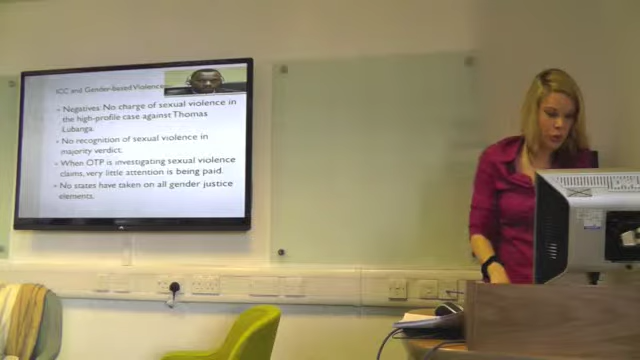 ICC and Gender-based Violence
Negatives: No charge of sexual violence in
the high-profile case against Thomas
Lubanga.
No recognition of sexual violence in
majority verdict.
When OTP is investigating sexual violence
claims, very little attention is being paid.
No states have taken on all gender justice
elements.